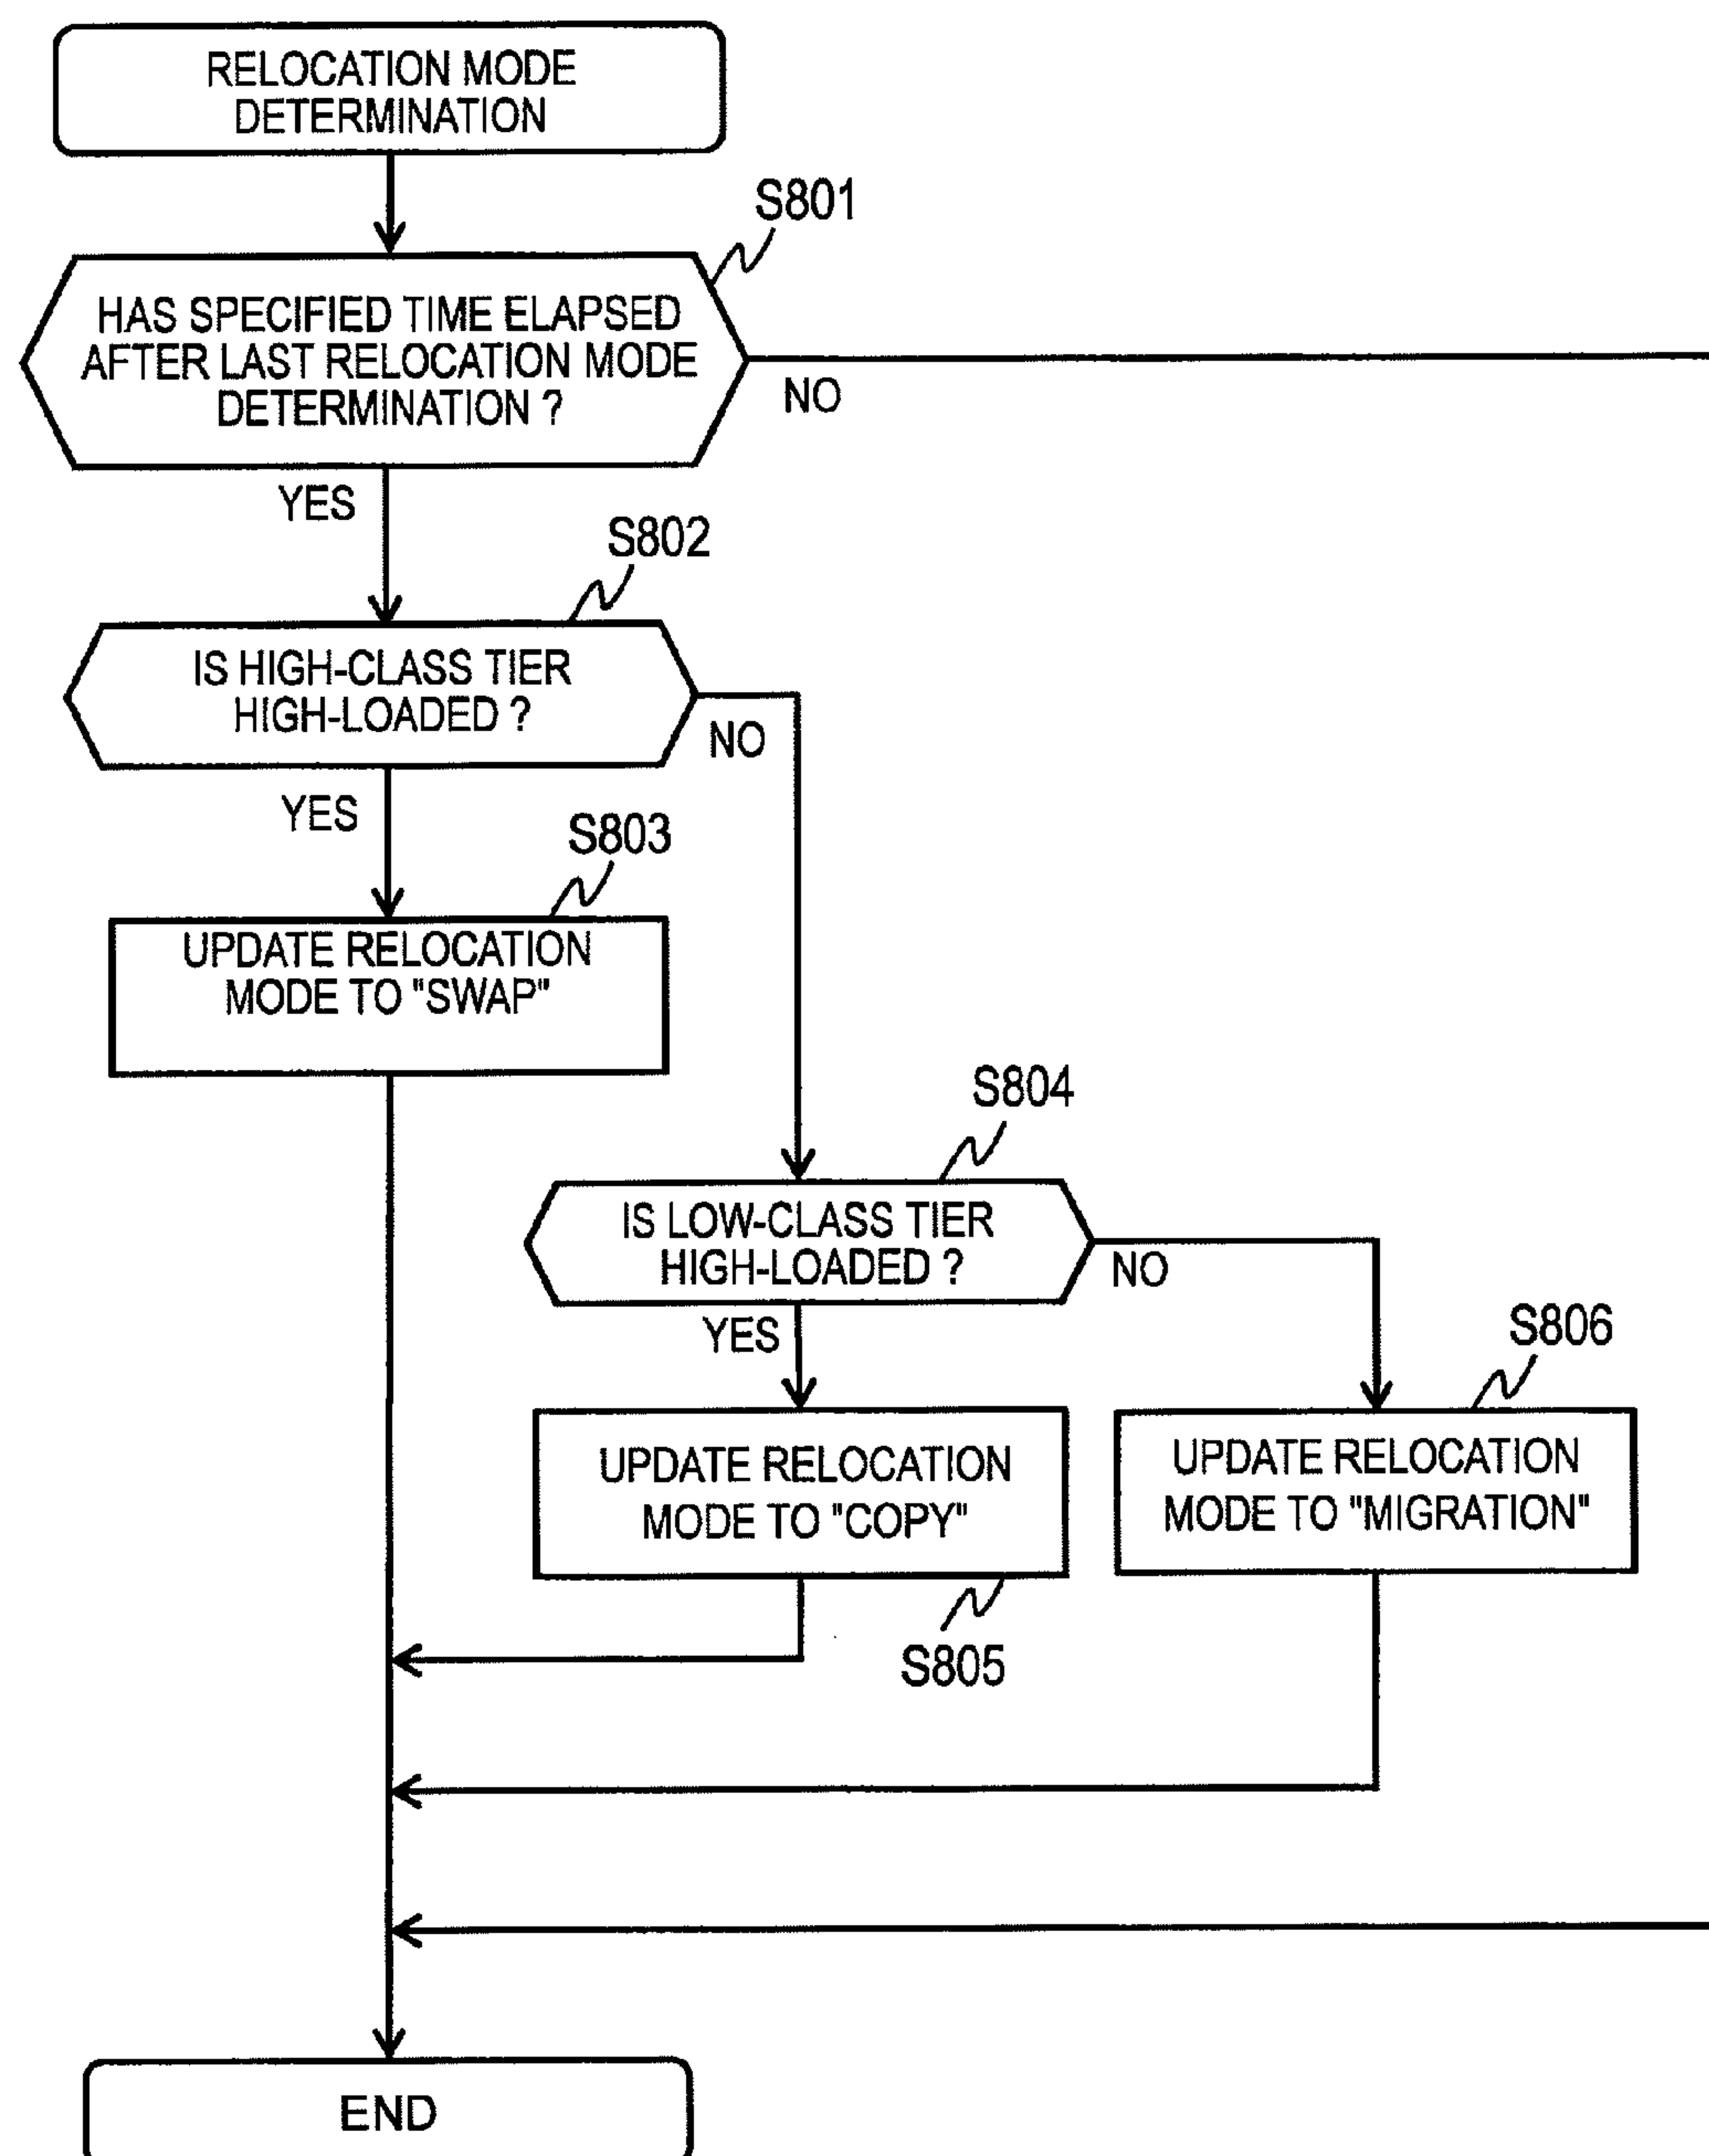 RELOCATION MODE
DETERMINATION
S801
HAS SPECIFIED TIME ELAPSED
AFTER LAST RELOCATION MODE
DETERMINATION ?
NO
YES
S802
IS HIGH-CLASS TIER
HIGH-LOADED ?
NO
YES
S803
UPDATE RELOCATION
MODE TO "SWAP"
S804
IS LOW-CLASS TIER
HIGH-LOADED ?
NO
YES
S806
UPDATE RELOCATION
MODE TO "COPY"
UPDATE RELOCATION
MODE TO "MIGRATION"
S805
END